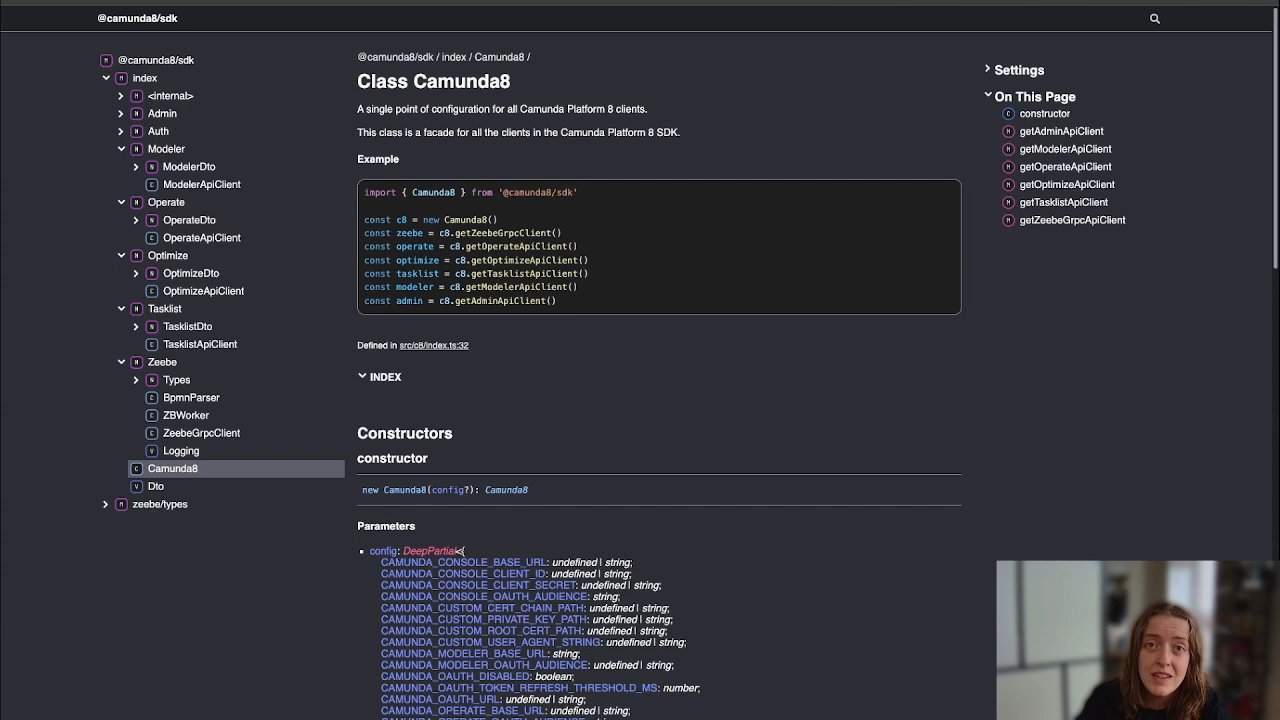 @camunda8/sdk
@camunda8/sdk
index
<internal>
Admin
Auth
Modeler
ModelerDto
ModelerApiClient
Operate
OperateDto
OperateApiClient
Optimize
OptimizeDto
OptimizeApiClient
Tasklist
TasklistDto
TasklistApiClient
Zeebe
Types
BpmnParser
ZBWorker
ZeebeGrpcClient
Logging
Camunda8
Dto
zeebe/types
@camunda8/sdk / index / Camunda8 /
Class Camunda8
A single point of configuration for all Camunda Platform 8 clients.
This class is a facade for all the clients in the Camunda Platform 8 SDK.
Example
import { Camunda8 } from '@camunda8/sdk'
const c8 = new Camunda8()
const zeebe = c8.getZeebeGrpcClient()
const operate = c8.getOperateApiClient()
const optimize = c8.getOptimizeApiClient()
const tasklist = c8.getTasklistApiClient()
const modeler = c8.getModelerApiClient()
const admin = c8.getAdminApiClient()
Defined in src/c8/index.ts:32
INDEX
Constructors
constructor
new Camunda8(config?): Camunda8
Parameters
config: DeepPartial<{
CAMUNDA_CONSOLE_BASE_URL: undefined | string;
CAMUNDA_CONSOLE_CLIENT_ID: undefined | string;
CAMUNDA_CONSOLE_CLIENT_SECRET: undefined | string;
CAMUNDA_CONSOLE_OAUTH_AUDIENCE: string;
CAMUNDA_CUSTOM_CERT_CHAIN_PATH: undefined | string;
CAMUNDA_CUSTOM_PRIVATE_KEY_PATH: undefined | string;
CAMUNDA_CUSTOM_ROOT_CERT_PATH: undefined | string;
CAMUNDA_CUSTOM_USER_AGENT_STRING: undefined | string;
CAMUNDA_MODELER_BASE_URL: string;
CAMUNDA_MODELER_OAUTH_AUDIENCE: undefined | string;
CAMUNDA_OAUTH_DISABLED: boolean;
CAMUNDA_OAUTH_TOKEN_REFRESH_THRESHOLD_MS: number;
CAMUNDA_OAUTH_URL: undefined | string;
CAMUNDA_OPERATE_BASE_URL: undefined | string;
Settings
On This Page
constructor
getAdminApiClient
getModelerApiClient
getOperateApiClient
getOptimizeApiClient
getTasklistApiClient
getZeebeGrpcApiClient